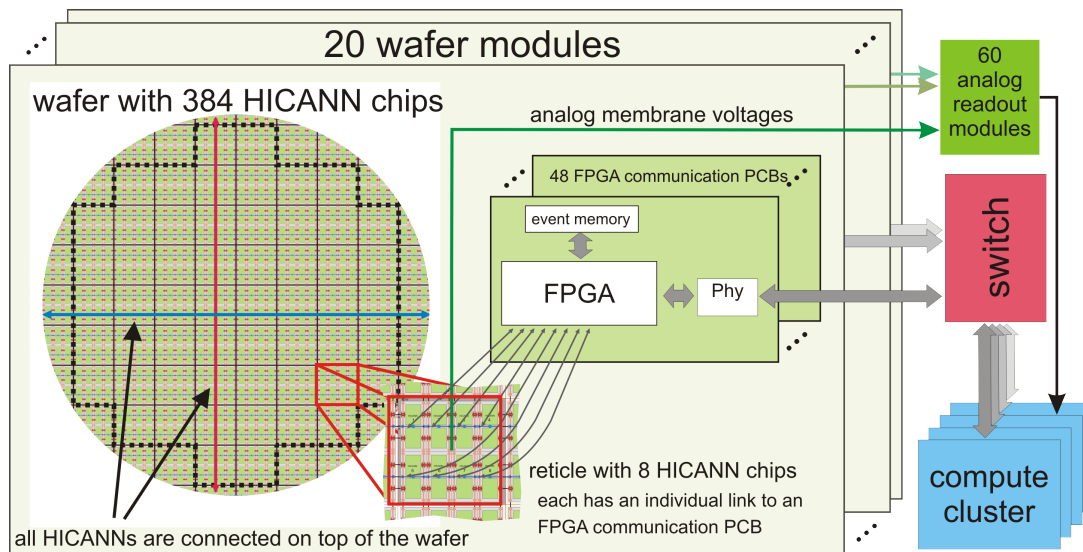 20 wafer modules
wafer with 384 HICANN chips
60
analog
readout
modules
analog membrane voltages
48 FPGA communication PCBs
event memory
FPGA
Phy
switch
reticle with 8 HICANN chips
each has an individual link to an
FPGA communication PCB
compute
cluster
all HICANNs are connected on top of the wafer